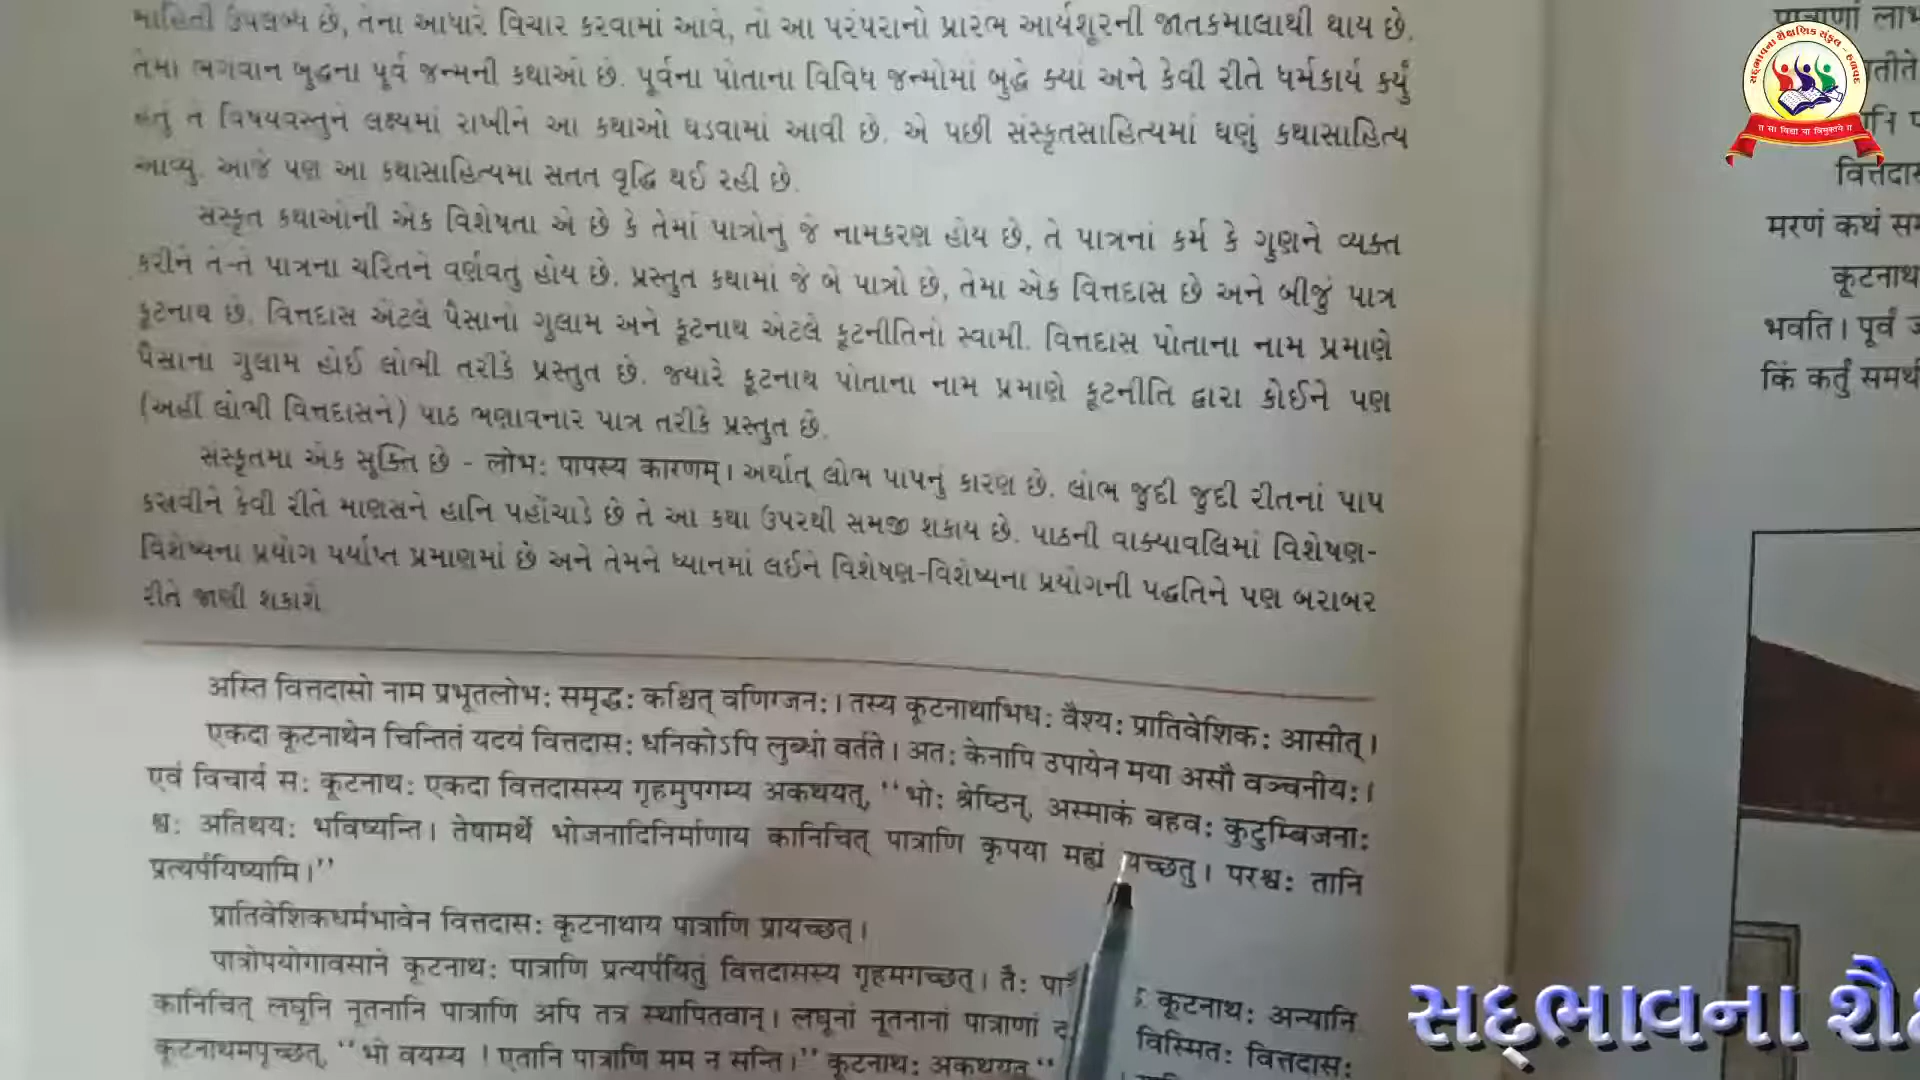 માહિતી ઉપલબ્ધ છે, તેના આધારે વિચાર કરવામાં આવે, તો આ પરંપરાનો પ્રારંભ આર્યશૂરની જાતકમાલાથી થાય છે.
તેમાં ભગવાન બુદ્ધના પૂર્વ જન્મની કથાઓ છે. પૂર્વના પોતાના વિવિધ જન્મોમાં બુદ્ધે ક્યાં અને કેવી રીતે ધર્મકાર્ય કર્યું
હતું તે વિષયવસ્તુને લક્ષ્યમાં રાખીને આ કથાઓ ઘડવામાં આવી છે. એ પછી સંસ્કૃતસાહિત્યમાં ઘણું કથાસાહિત્ય
આવ્યું. આજે પણ આ કથાસાહિત્યમાં સતત વૃદ્ધિ થઈ રહી છે.
સંસ્કૃત કથાઓની એક વિશેષતા એ છે કે તેમાં પાત્રોનું જે નામકરણ હોય છે, તે પાત્રનાં કર્મ કે ગુણને વ્યક્ત
કરીને તે-તે પાત્રના ચરિતને વર્ણવતું હોય છે. પ્રસ્તુત કથામાં જે બે પાત્રો છે, તેમાં એક વિત્તદાસ છે અને બીજું પાત્ર
કૂટનાથ છે. વિત્તદાસ એટલે પૈસાનો ગુલામ અને કૂટનાથ એટલે કૂટનીતિનો સ્વામી. વિત્તદાસ પોતાના નામ પ્રમાણે
પૈસાનો ગુલામ હોઈ લોભી તરીકે પ્રસ્તુત છે. જ્યારે કૂટનાથ પોતાના નામ પ્રમાણે કૂટનીતિ દ્વારા કોઈને પણ
(અહીં લોભી વિત્તદાસને) પાઠ ભણાવનાર પાત્ર તરીકે પ્રસ્તુત છે.
સંસ્કૃતમાં એક સૂક્તિ છે - लोभः पापस्य कारणम्। અર્થાત્ લોભ પાપનું કારણ છે. લોભ જુદી જુદી રીતનાં પાપ
કરાવીને કેવી રીતે માણસને હાનિ પહોંચાડે છે તે આ કથા ઉપરથી સમજી શકાય છે. પાઠની વાક્યાવલિમાં વિશેષણ-
વિશેષ્યના પ્રયોગ પર્યાપ્ત પ્રમાણમાં છે અને તેમને ધ્યાનમાં લઈને વિશેષણ-વિશેષ્યના પ્રયોગની પદ્ધતિને પણ બરાબર
રીતે જાણી શકાશે
अस्ति वित्तदासो नाम प्रभूतलोभः समृद्धः कश्चित् वणिग्जनः। तस्य कूटनाथाभिधः वैश्यः प्रातिवेशिकः आसीत्।
एकदा कूटनाथेन चिन्तितं यदयं वित्तदासः धनिकोऽपि लुब्धो वर्तते। अतः केनापि उपायेन मया असौ वञ्चनीयः।
एवं विचार्य सः कूटनाथः एकदा वित्तदासस्य गृहमुपगम्य अकथयत्, “भोः श्रेष्ठिन्, अस्माकं बहवः कुटुम्बिजनाः
श्वः अतिथयः भविष्यन्ति। तेषामर्थे भोजनादिनिर्माणाय कानिचित् पात्राणि कृपया मह्यं यच्छतु। परश्वः तानि
प्रत्यर्पयिष्यामि।”
प्रातिवेशिकधर्मभावेन वित्तदासः कूटनाथाय पात्राणि प्रायच्छत्।
पात्रोपयोगावसाने कूटनाथः पात्राणि प्रत्यर्पयितुं वित्तदासस्य गृहमगच्छत्। तैः कूटनाथः अन्यानि
कानिचित् लघूनि नूतनानि पात्राणि अपि तत्र स्थापितवान्। लघूनां नूतनानां पात्राणां विस्मितः वित्तदासः
कूटनाथमपृच्छत्, “भो वयस्य ! एतानि पात्राणि मम न सन्ति।” कूटनाथः अकथयत् “
पात्राणां
वित्तदास
मरणं कथं
कूटनाथ
भवति। पूर्वं
किं कर्तुं
સદ્ભાવના શૈક્ષણિક સંકુલ - હળવદ
॥ सा विद्या या विमुक्तये ॥
સદ્ભાવના